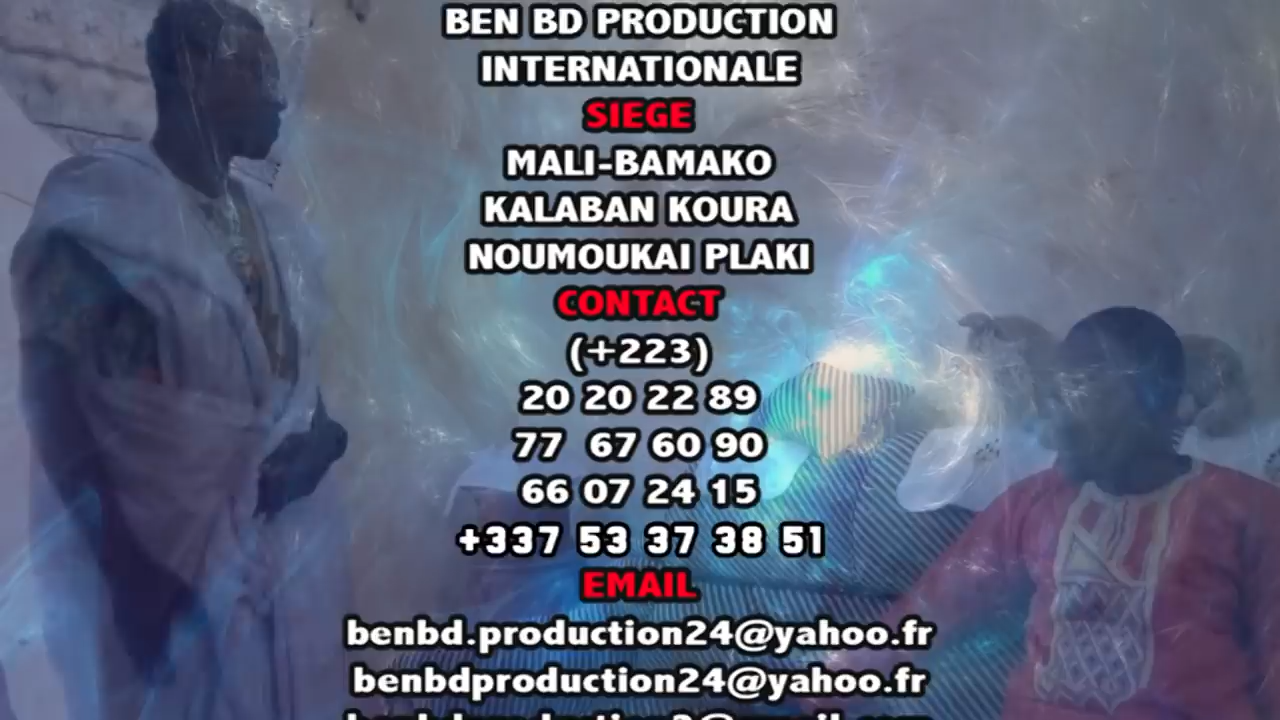 BEN BD PRODUCTION
INTERNATIONALE
SIEGE
MALI-BAMAKO
KALABAN KOURA
NOUMOUKAI PLAKI
CONTACT
(+223)
20 20 22 89
77 67 60 90
66 07 24 15
+337 53 37 38 51
EMAIL
benbd.production24@yahoo.fr
benbdproduction24@yahoo.fr